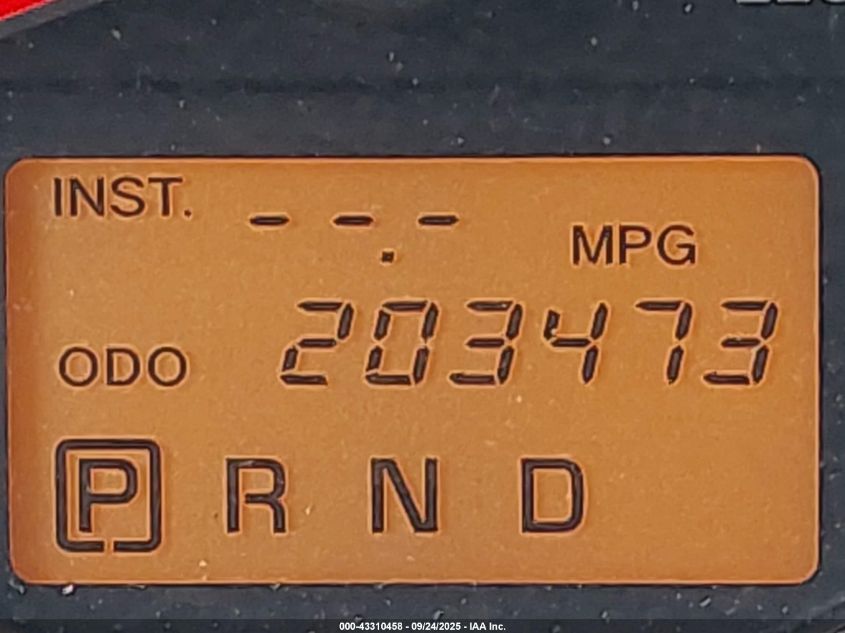 INST. - - . - MPG
ODO 203473
P R N D
000-43310458 - 09/24/2025 - IAA Inc.